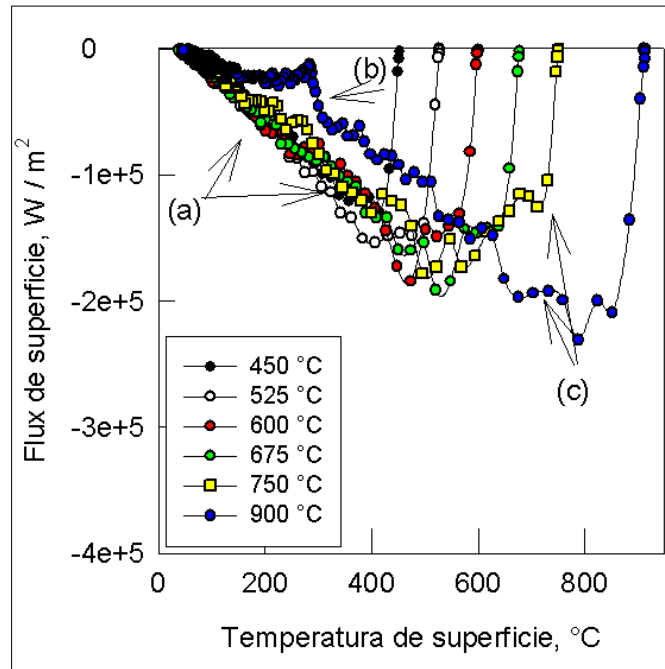 0
-1e+5
-2e+5
-3e+5
-4e+5
Flux de superficie, W / m²
(a)
(b)
(c)
450 °C
525 °C
600 °C
675 °C
750 °C
900 °C
0 200 400 600 800
Temperatura de superficie, °C